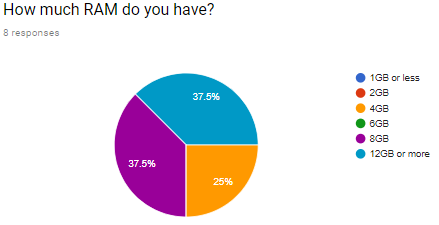 How much RAM do you have?
8 responses
37.5%
37.5%
25%
1GB or less
2GB
4GB
6GB
8GB
12GB or more